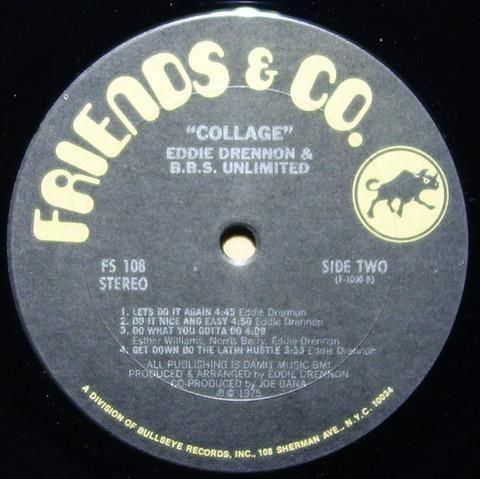 FRIENDS & CO.
"COLLAGE"
EDDIE DRENNON &
B.B.S. UNLIMITED
FS 108
STEREO
SIDE TWO
(F-1000 B)
1. LETS DO IT AGAIN 4:45 Eddie Drennon
2. DO IT NICE AND EASY 4:50 Eddie Drennon
3. DO WHAT YOU GOTTA DO 4:08
Esther Williams, Norris Berry, Eddie Drennon
4. GET DOWN DO THE LATIN HUSTLE 3:33 Eddie Drennon
ALL PUBLISHING IS DAMIT MUSIC BMI
PRODUCED & ARRANGED by EDDIE DRENNON
CO-PRODUCED by JOE BANA
℗ © 1975
A DIVISION OF BULLSEYE RECORDS, INC., 108 SHERMAN AVE., N.Y.C. 10034